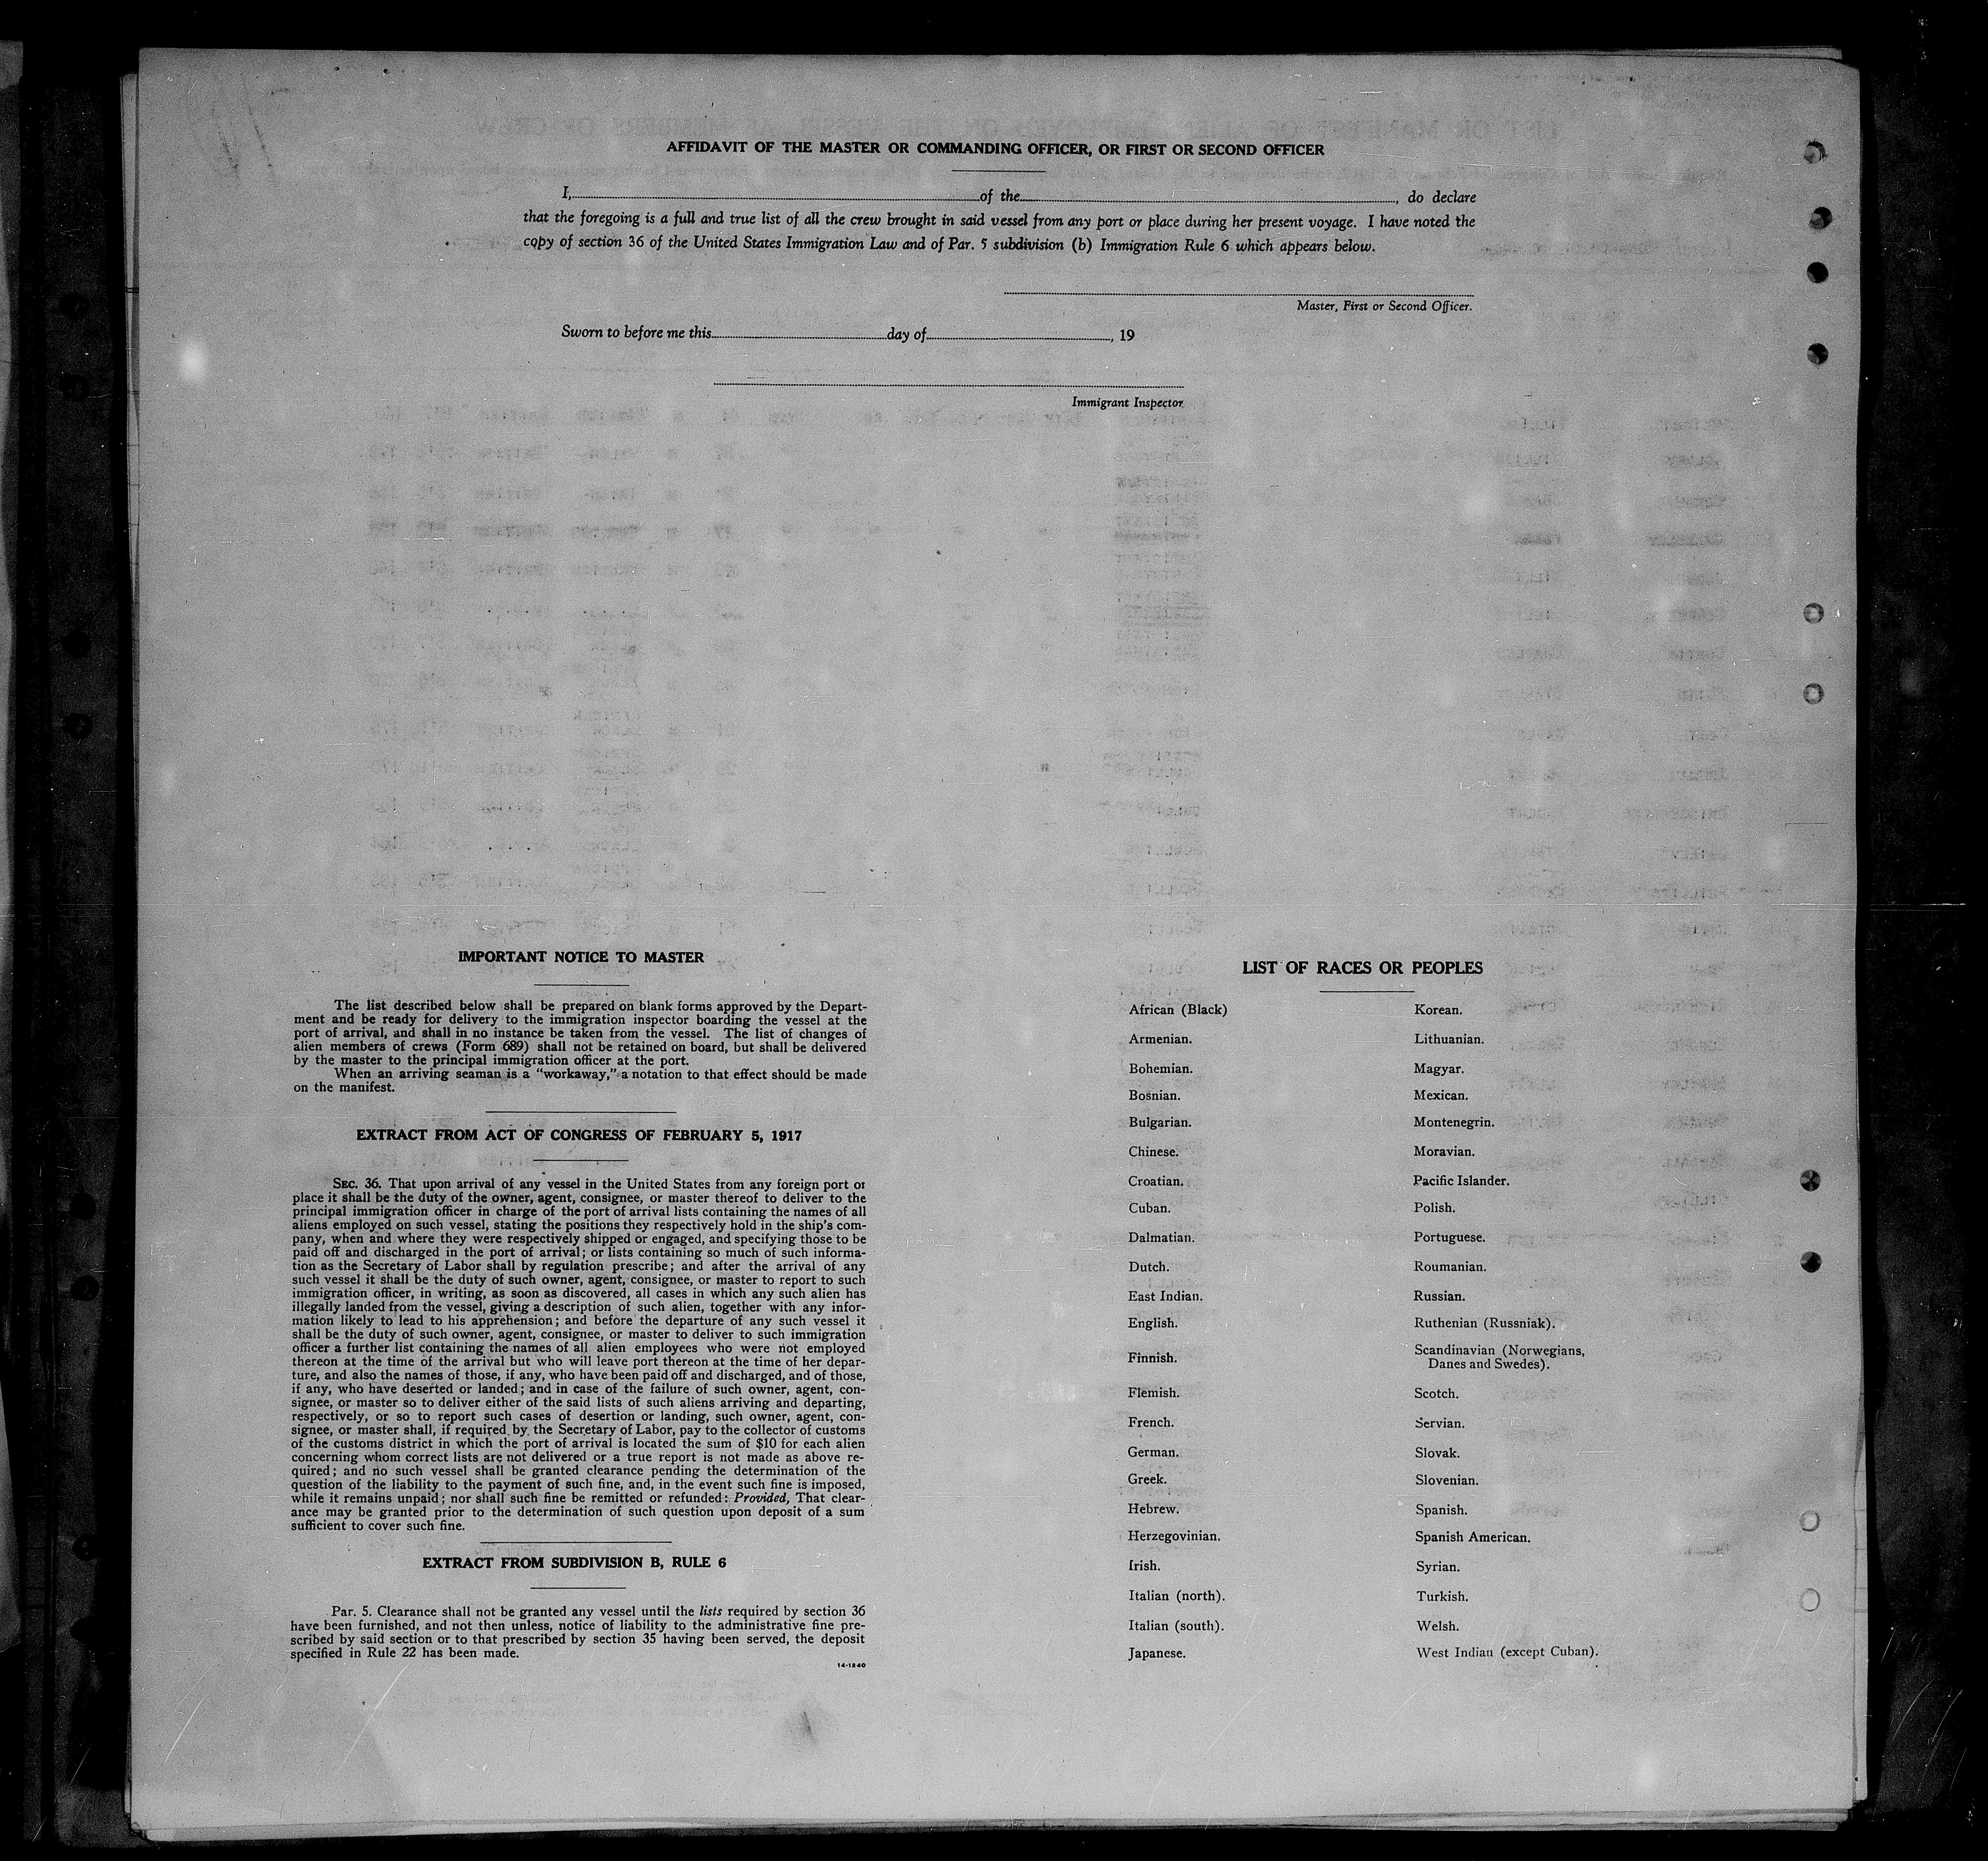 AFFIDAVIT OF THE MASTER OR COMMANDING OFFICER, OR FIRST OR SECOND OFFICER
I, of the , do declare
that the foregoing is a full and true list of all the crew brought in said vessel from any port or place during her present voyage. I have noted the
copy of section 36 of the United States Immigration Law and of Par. 5 subdivision (b) Immigration Rule 6 which appears below.
Master, First or Second Officer.
Sworn to before me this day of , 19
Immigrant Inspector
IMPORTANT NOTICE TO MASTER
The list described below shall be prepared on blank forms approved by the Depart-
ment and be ready for delivery to the immigration inspector boarding the vessel at the
port of arrival, and shall in no instance be taken from the vessel. The list of changes of
alien members of crews (Form 689) shall not be retained on board, but shall be delivered
by the master to the principal immigration officer at the port.
When an arriving seaman is a "workaway," a notation to that effect should be made
on the manifest.
EXTRACT FROM ACT OF CONGRESS OF FEBRUARY 5, 1917
SEC. 36. That upon arrival of any vessel in the United States from any foreign port or
place it shall be the duty of the owner, agent, consignee, or master thereof to deliver to the
principal immigration officer in charge of the port of arrival lists containing the names of all
aliens employed on such vessel, stating the positions they respectively hold in the ship's com-
pany, when and where they were respectively shipped or engaged, and specifying those to be
paid off and discharged in the port of arrival; or lists containing so much of such informa-
tion as the Secretary of Labor shall by regulation prescribe; and after the arrival of any
such vessel it shall be the duty of such owner, agent, consignee, or master to report to such
immigration officer, in writing, as soon as discovered, all cases in which any such alien has
illegally landed from the vessel, giving a description of such alien, together with any infor-
mation likely to lead to his apprehension; and before the departure of any such vessel it
shall be the duty of such owner, agent, consignee, or master to deliver to such immigration
officer a further list containing the names of all alien employees who were not employed
thereon at the time of the arrival but who will leave port thereon at the time of her depar-
ture, and also the names of those, if any, who have been paid off and discharged, and of those,
if any, who have deserted or landed; and in case of the failure of such owner, agent, con-
signee, or master so to deliver either of the said lists of such aliens arriving and departing,
respectively, or so to report such cases of desertion or landing, such owner, agent, con-
signee, or master shall, if required by the Secretary of Labor, pay to the collector of customs
of the customs district in which the port of arrival is located the sum of $10 for each alien
concerning whom correct lists are not delivered or a true report is not made as above re-
quired; and no such vessel shall be granted clearance pending the determination of the
question of the liability to the payment of such fine, and, in the event such fine is imposed,
while it remains unpaid; nor shall such fine be remitted or refunded: Provided, That clear-
ance may be granted prior to the determination of such question upon deposit of a sum
sufficient to cover such fine.
EXTRACT FROM SUBDIVISION B, RULE 6
Par. 5. Clearance shall not be granted any vessel until the lists required by section 36
have been furnished, and not then unless, notice of liability to the administrative fine pre-
scribed by said section or to that prescribed by section 35 having been served, the deposit
specified in Rule 22 has been made.
14-1240
LIST OF RACES OR PEOPLES
African (Black)
Armenian.
Bohemian.
Bosnian.
Bulgarian.
Chinese.
Croatian.
Cuban.
Dalmatian.
Dutch.
East Indian.
English.
Finnish.
Flemish.
French.
German.
Greek.
Hebrew.
Herzegovinian.
Irish.
Italian (north).
Italian (south).
Japanese.
Korean.
Lithuanian.
Magyar.
Mexican.
Montenegrin.
Moravian.
Pacific Islander.
Polish.
Portuguese.
Roumanian.
Russian.
Ruthenian (Russniak).
Scandinavian (Norwegians,
Danes and Swedes).
Scotch.
Servian.
Slovak.
Slovenian.
Spanish.
Spanish American.
Syrian.
Turkish.
Welsh.
West Indian (except Cuban).